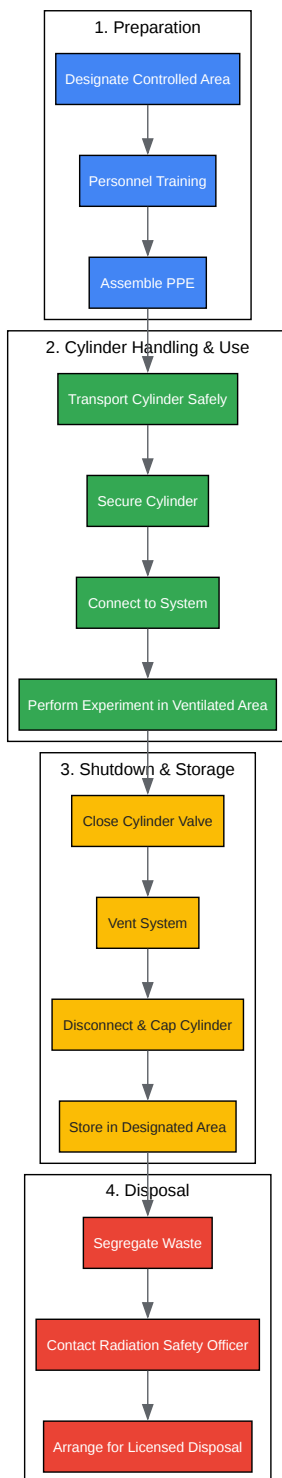 1. Preparation
Designate Controlled Area
Personnel Training
Assemble PPE
2. Cylinder Handling & Use
Transport Cylinder Safely
Secure Cylinder
Connect to System
Perform Experiment in Ventilated Area
3. Shutdown & Storage
Close Cylinder Valve
Vent System
Disconnect & Cap Cylinder
Store in Designated Area
4. Disposal
Segregate Waste
Contact Radiation Safety Officer
Arrange for Licensed Disposal